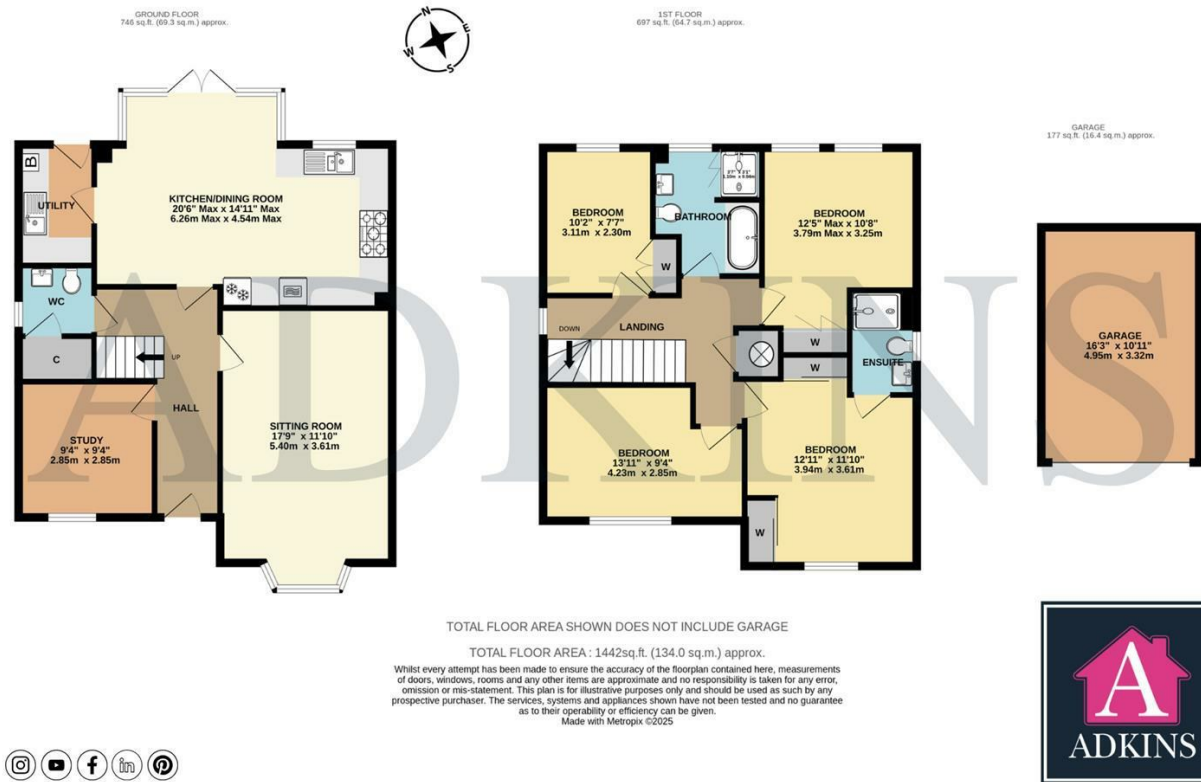 GROUND FLOOR
746 sq.ft. (69.3 sq.m.) approx.
UTILITY
B
KITCHEN/DINING ROOM
20'6" Max x 14'11" Max
6.26m Max x 4.54m Max
WC
C
UP
HALL
STUDY
9'4" x 9'4"
2.85m x 2.85m
SITTING ROOM
17'9" x 11'10"
5.40m x 3.61m
N
E
S
W
1ST FLOOR
697 sq.ft. (64.7 sq.m.) approx.
BEDROOM
10'2" x 7'7"
3.11m x 2.30m
W
BATHROOM
BEDROOM
12'5" Max x 10'8"
3.79m Max x 3.25m
DOWN
LANDING
W
W
ENSUITE
BEDROOM
13'11" x 9'4"
4.23m x 2.85m
BEDROOM
12'11" x 11'10"
3.94m x 3.61m
W
GARAGE
177 sq.ft. (16.4 sq.m.) approx.
GARAGE
16'3" x 10'11"
4.95m x 3.32m
ADKINS
TOTAL FLOOR AREA SHOWN DOES NOT INCLUDE GARAGE
TOTAL FLOOR AREA : 1442sq.ft. (134.0 sq.m.) approx.
Whilst every attempt has been made to ensure the accuracy of the floorplan contained here, measurements
of doors, windows, rooms and any other items are approximate and no responsibility is taken for any error,
omission or mis-statement. This plan is for illustrative purposes only and should be used as such by any
prospective purchaser. The services, systems and appliances shown have not been tested and no guarantee
as to their operability or efficiency can be given.
Made with Metropix ©2025
A
ADKINS